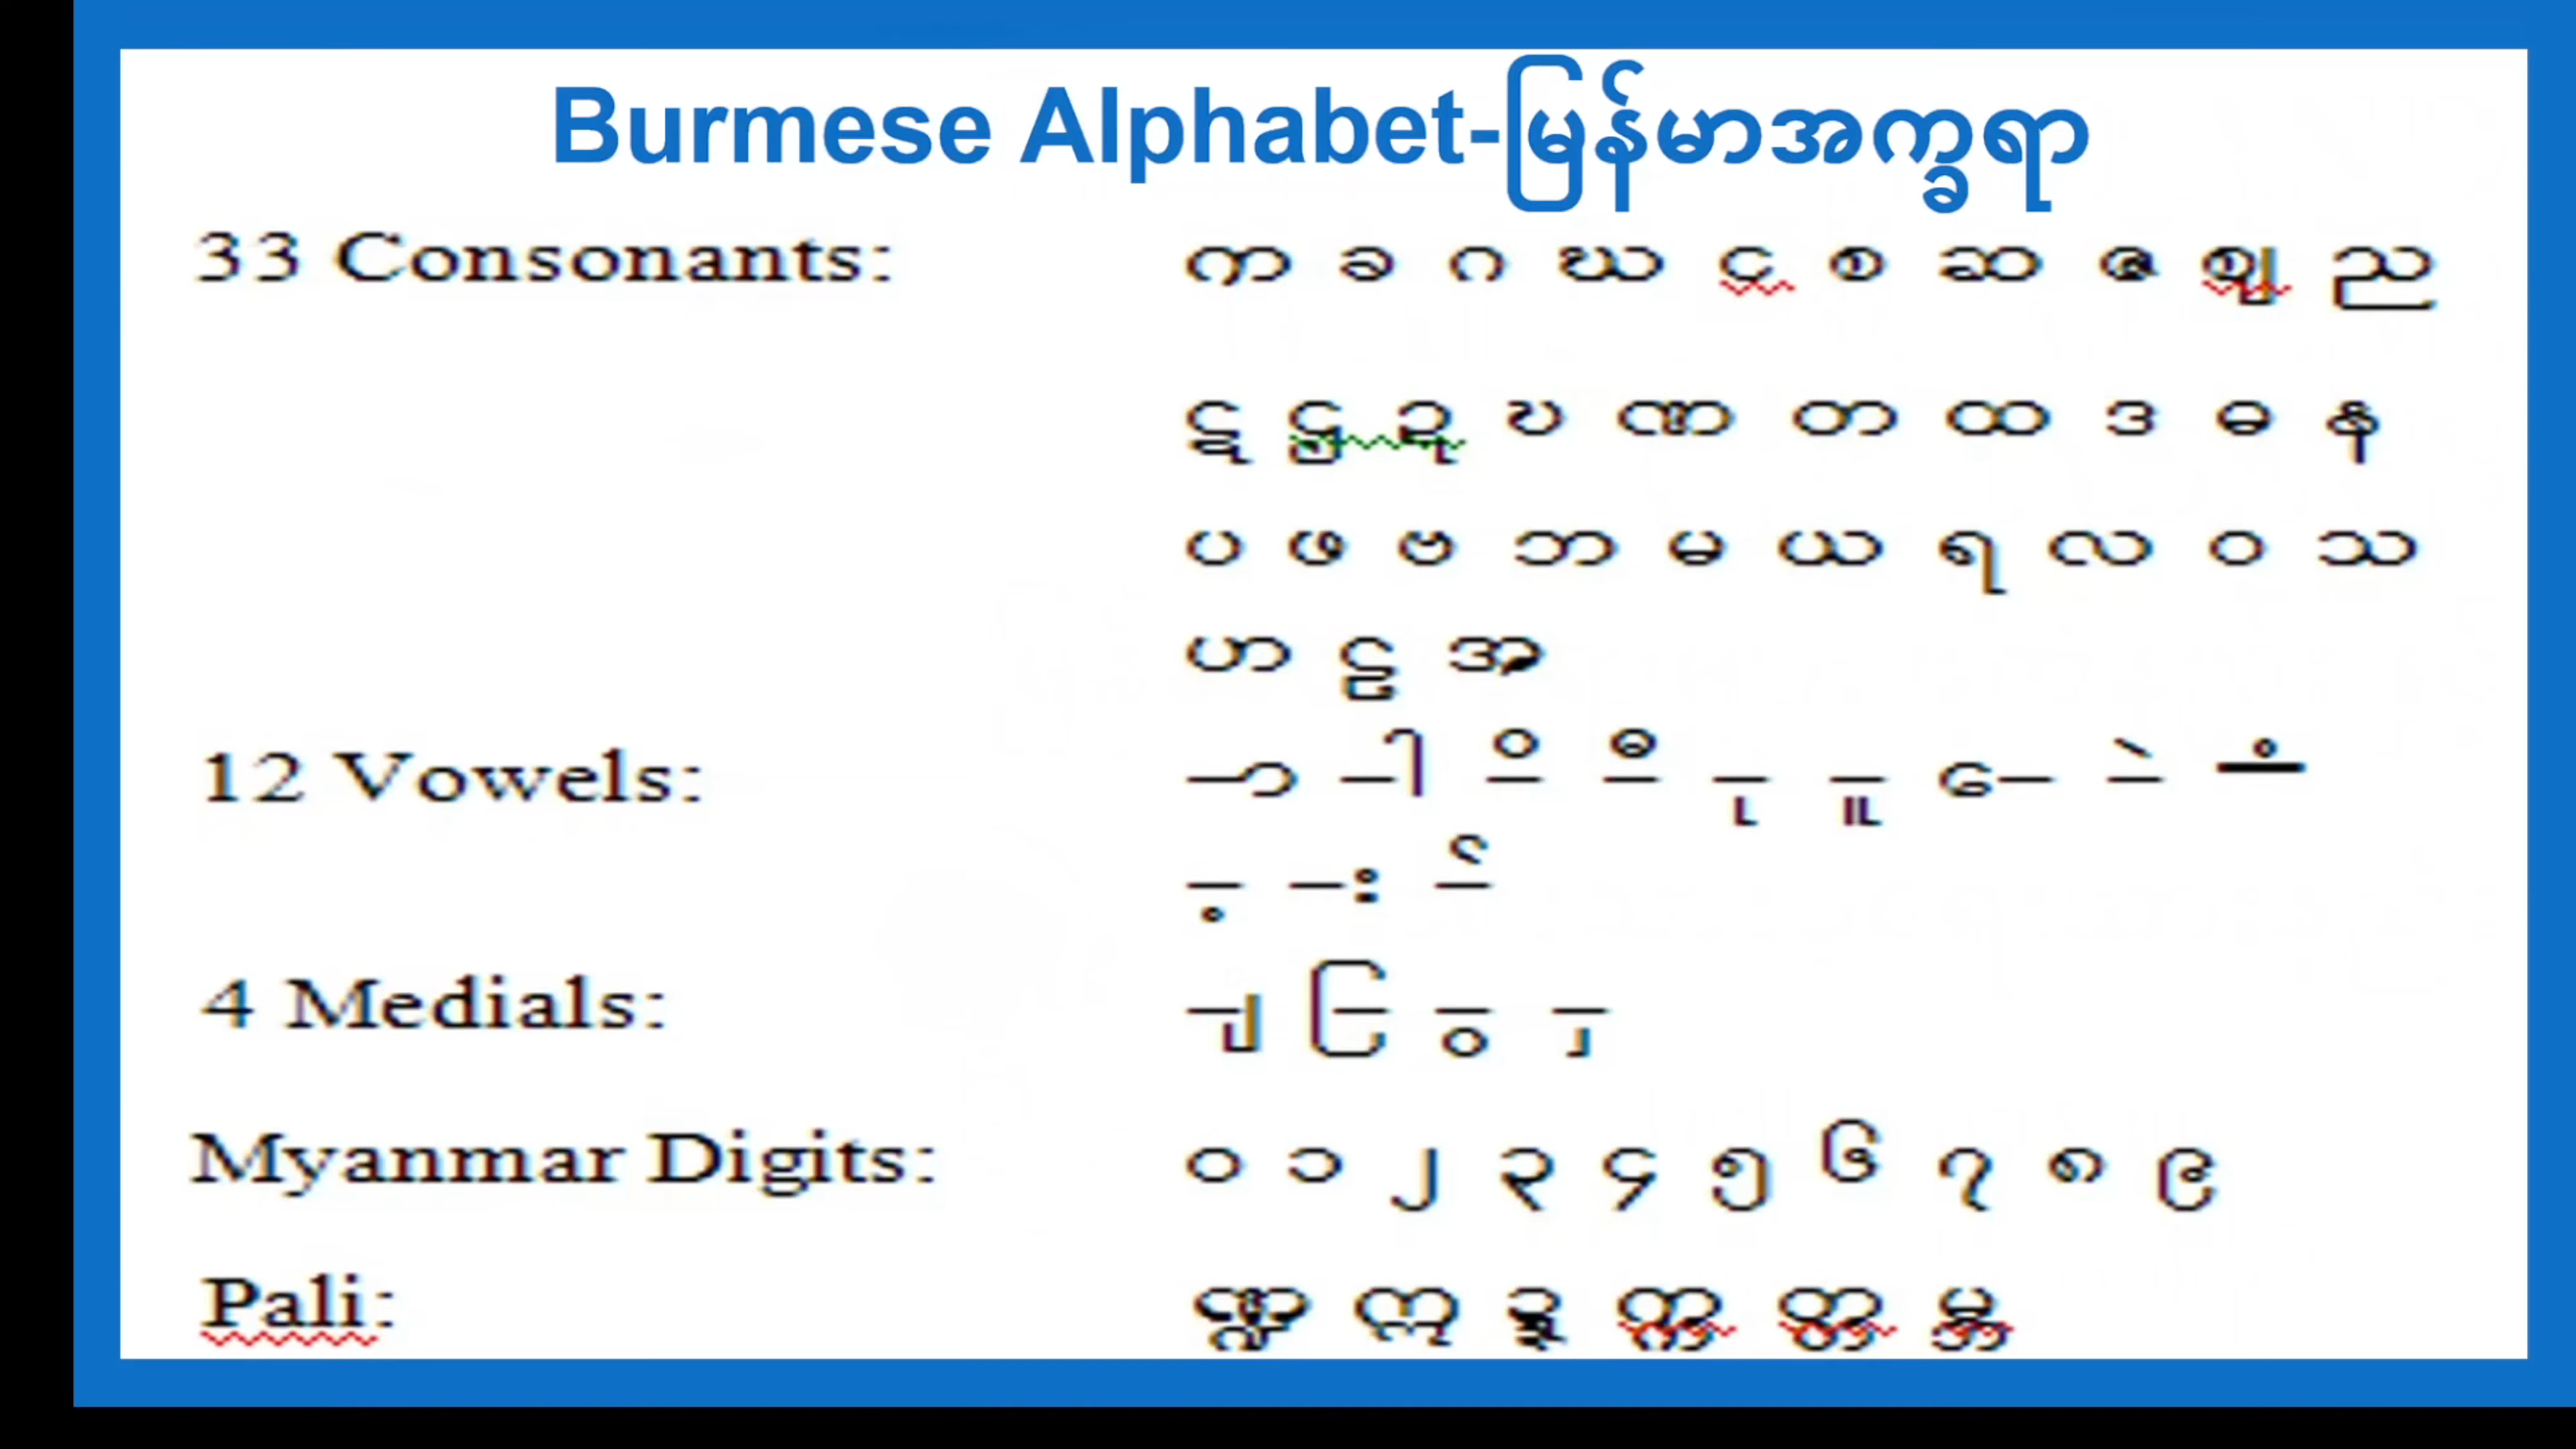 Burmese Alphabet-မြန်မာအက္ခရာ
33 Consonants: က ခ ဂ ဃ င စ ဆ ဇ ဈ ည
ဋ ဌ ဍ ဎ ဏ တ ထ ဒ ဓ န
ပ ဖ ဗ ဘ မ ယ ရ လ ဝ သ
ဟ ဠ အ
12 Vowels: –ာ –ါ –ိ –ီ –ု –ူ ေ– –ဲ –ံ
–့ –း –်
4 Medials: –ျ –ြ –ွ –ှ
Myanmar Digits: ၀ ၁ ၂ ၃ ၄ ၅ ၆ ၇ ၈ ၉
Pali: